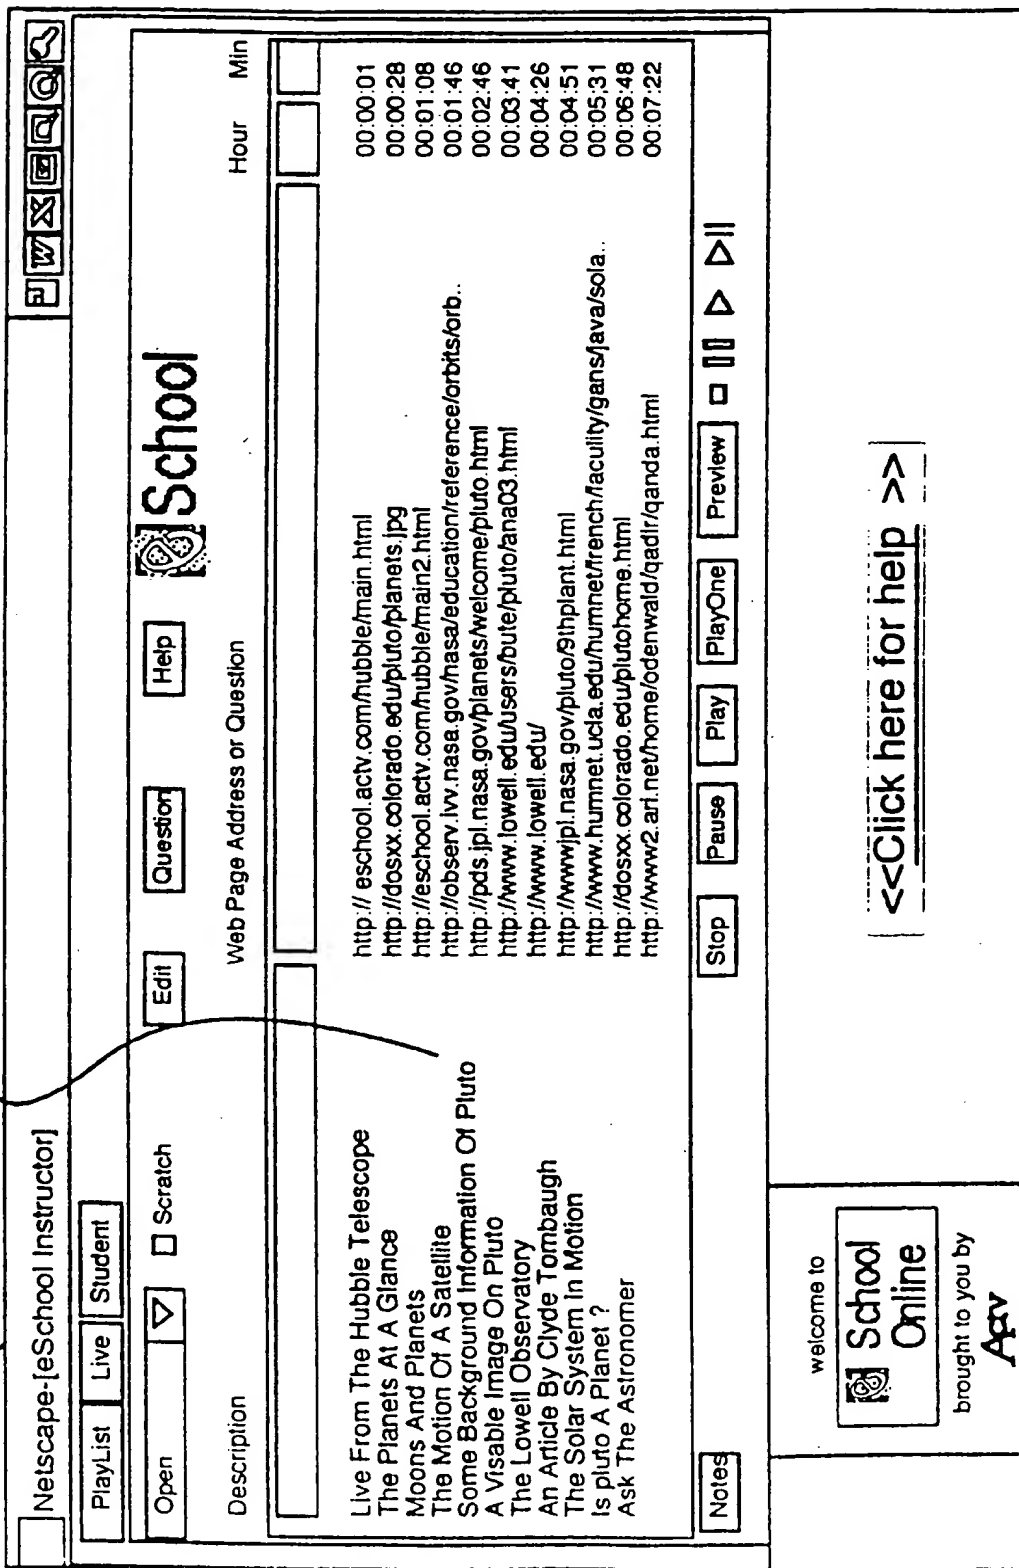 Netscape-[eSchool Instructor]
PlayList Live Student
Open Scratch Edit Question Help School
Description Web Page Address or Question Hour Min
Live From The Hubble Telescope http:// eschool.actv.com/hubble/main.html 00:00:01
The Planets At A Glance http://dosxx.colorado.edu/pluto/planets.jpg 00:00:28
Moons And Planets http://eschool.actv.com/hubble/main2.html 00:01:08
The Motion Of A Satellite http://observ.ivv.nasa.gov/nasa/education/reference/orbits/orb.. 00:01:46
Some Background Information Of Pluto http://pds.jpl.nasa.gov/planets/welcome/pluto.html 00:02:46
A Visable Image On Pluto http://www.lowell.edu/users/bute/pluto/ana03.html 00:03:41
The Lowell Observatory http://www.lowell.edu/ 00:04:26
An Article By Clyde Tombaugh http://wwwjpl.nasa.gov/pluto/9thplant.html 00:04:51
The Solar System In Motion http://www.humnet.ucla.edu/humnet/french/faculity/gans/java/sola.. 00:05:31
Is pluto A Planet ? http://dosxx.colorado.edu/plutohome.html 00:06:48
Ask The Astronomer http://www2.ari.net/home/odenwald/qadir/qanda.html 00:07:22
Notes Stop Pause Play PlayOne Preview
welcome to
School
Online
brought to you by
Actv
<<Click here for help >>